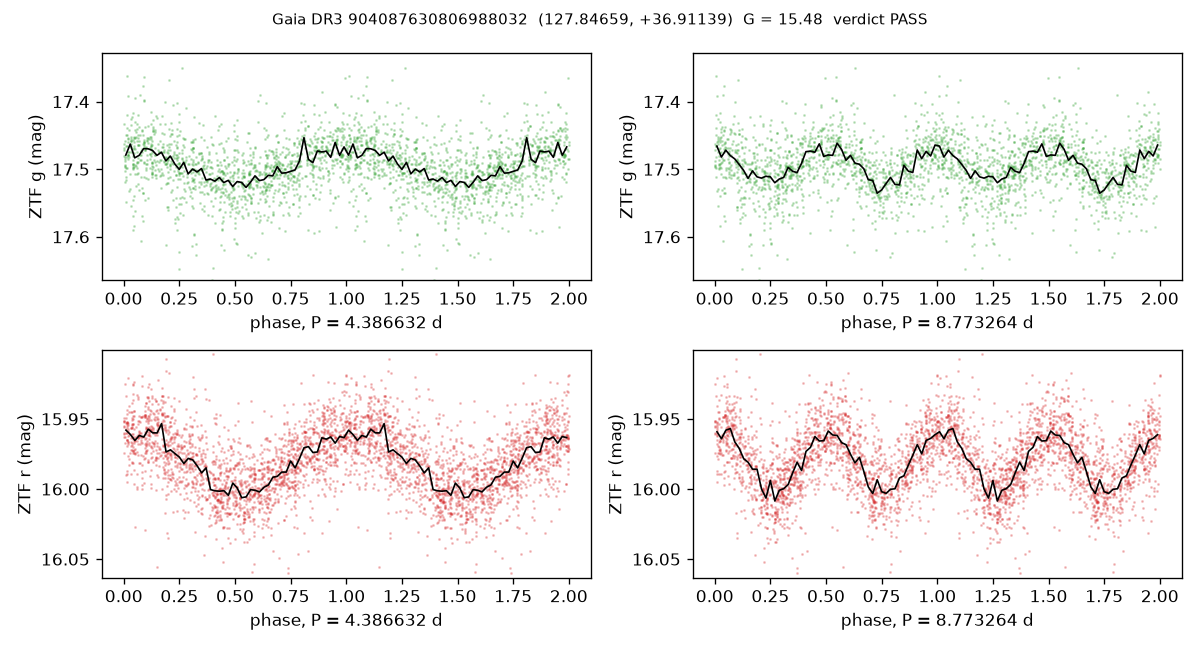 Gaia DR3 904087630806988032 (127.84659, +36.91139) G = 15.48 verdict PASS
ZTF g (mag)
17.4
17.5
17.6
0.00 0.25 0.50 0.75 1.00 1.25 1.50 1.75 2.00
phase, P = 4.386632 d
ZTF g (mag)
17.4
17.5
17.6
0.00 0.25 0.50 0.75 1.00 1.25 1.50 1.75 2.00
phase, P = 8.773264 d
ZTF r (mag)
15.95
16.00
16.05
0.00 0.25 0.50 0.75 1.00 1.25 1.50 1.75 2.00
phase, P = 4.386632 d
ZTF r (mag)
15.95
16.00
16.05
0.00 0.25 0.50 0.75 1.00 1.25 1.50 1.75 2.00
phase, P = 8.773264 d